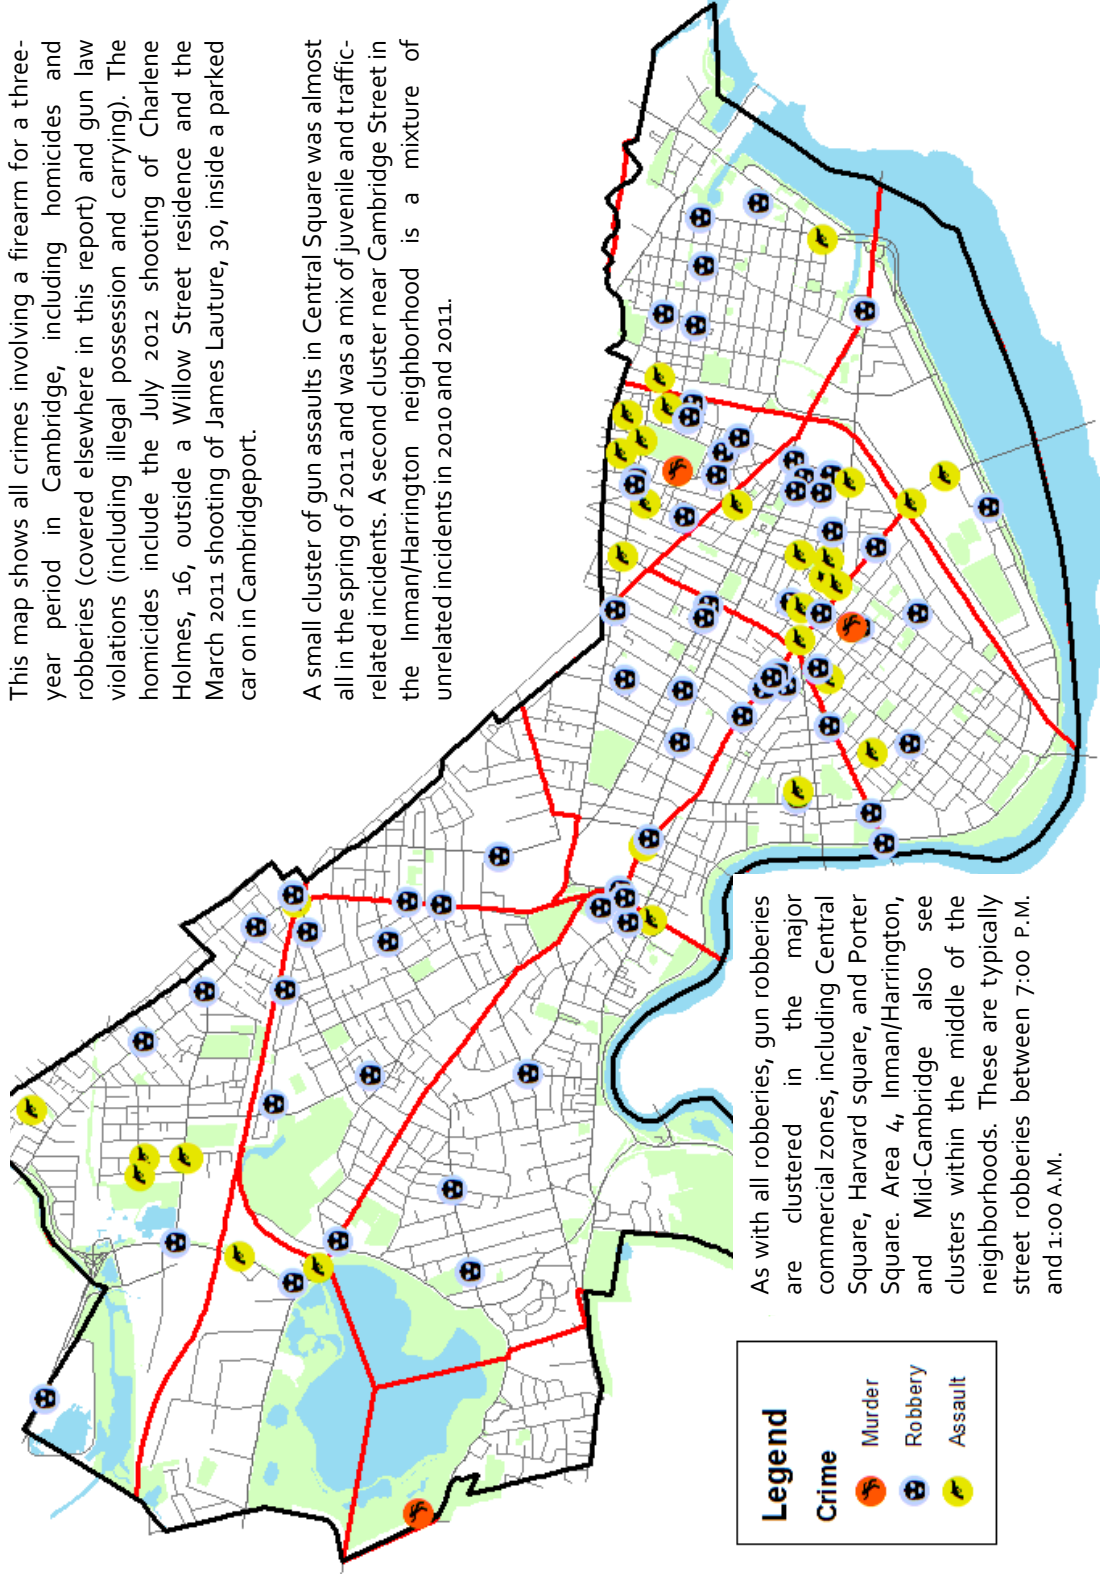 This map shows all crimes involving a firearm for a three-
year period in Cambridge, including homicides and
robberies (covered elsewhere in this report) and gun law
violations (including illegal possession and carrying). The
homicides include the July 2012 shooting of Charlene
Holmes, 16, outside a Willow Street residence and the
March 2011 shooting of James Lauture, 30, inside a parked
car on in Cambridgeport.
A small cluster of gun assaults in Central Square was almost
all in the spring of 2011 and was a mix of juvenile and traffic-
related incidents. A second cluster near Cambridge Street in
the Inman/Harrington neighborhood is a mixture of
unrelated incidents in 2010 and 2011.
As with all robberies, gun robberies
are clustered in the major
commercial zones, including Central
Square, Harvard square, and Porter
Square. Area 4, Inman/Harrington,
and Mid-Cambridge also see
clusters within the middle of the
neighborhoods. These are typically
street robberies between 7:00 P.M.
and 1:00 A.M.
Legend
Crime
Murder
Robbery
Assault